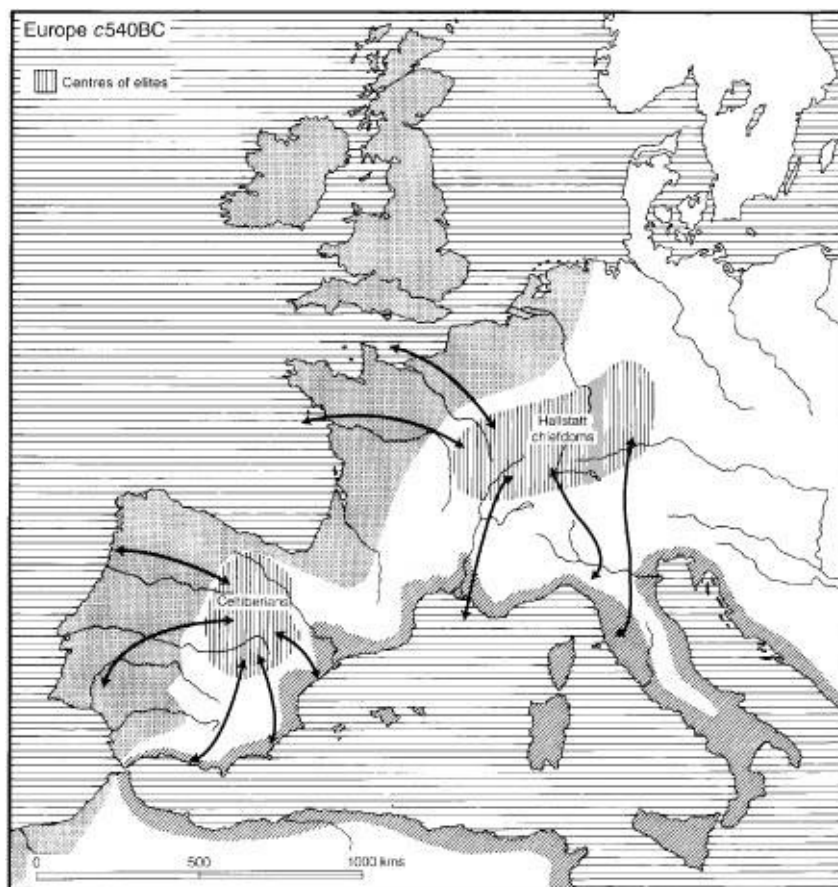 Europe c540BC
Centres of elites
Hallstatt
chiefdoms
Celtiberians
0 500 1000 kms